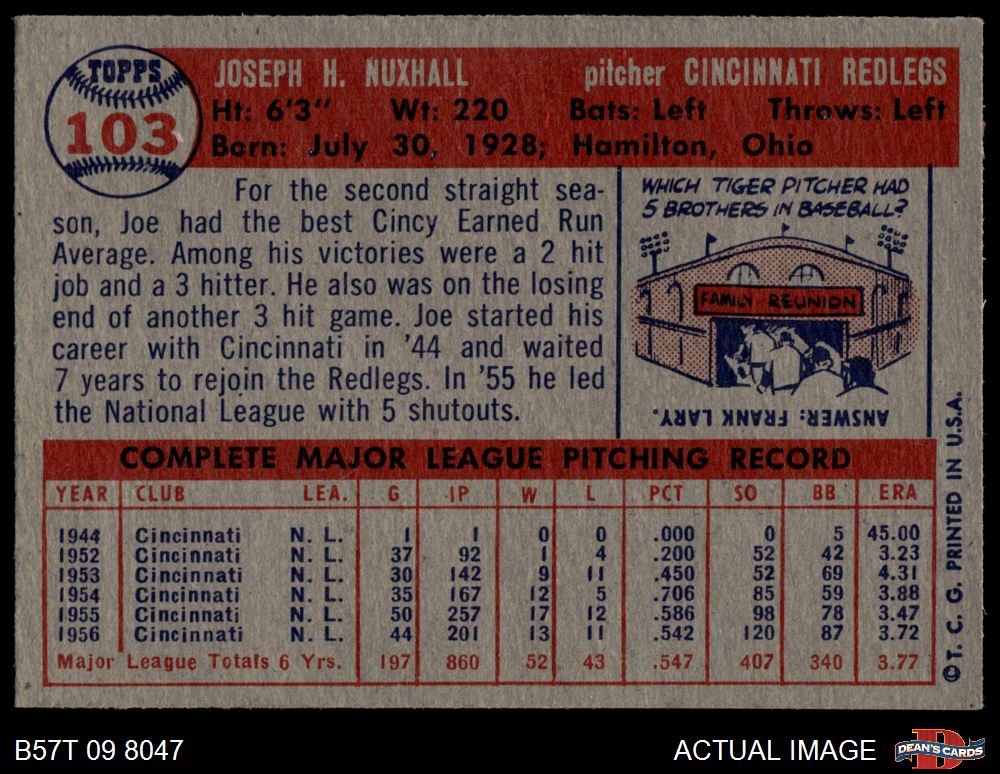 TOPPS
103
JOSEPH H. NUXHALL pitcher CINCINNATI REDLEGS
Ht: 6'3" Wt: 220 Bats: Left Throws: Left
Born: July 30, 1928; Hamilton, Ohio
For the second straight sea-
son, Joe had the best Cincy Earned Run
Average. Among his victories were a 2 hit
job and a 3 hitter. He also was on the losing
end of another 3 hit game. Joe started his
career with Cincinnati in '44 and waited
7 years to rejoin the Redlegs. In '55 he led
the National League with 5 shutouts.
WHICH TIGER PITCHER HAD
5 BROTHERS IN BASEBALL?
FAMILY REUNION
ANSWER: FRANK LARY.
COMPLETE MAJOR LEAGUE PITCHING RECORD
YEAR CLUB LEA. G IP W L PCT SO BB ERA
1944 Cincinnati N. L. 1 1 0 0 .000 0 5 45.00
1952 Cincinnati N. L. 37 92 1 4 .200 52 42 3.23
1953 Cincinnati N. L. 30 142 9 11 .450 52 69 4.31
1954 Cincinnati N. L. 35 167 12 5 .706 85 59 3.88
1955 Cincinnati N. L. 50 257 17 12 .586 98 78 3.47
1956 Cincinnati N. L. 44 201 13 11 .542 120 87 3.72
Major League Totals 6 Yrs. 197 860 52 43 .547 407 340 3.77
©T. C. G. PRINTED IN U.S.A.
B57T 09 8047 ACTUAL IMAGE
DEAN'S CARDS